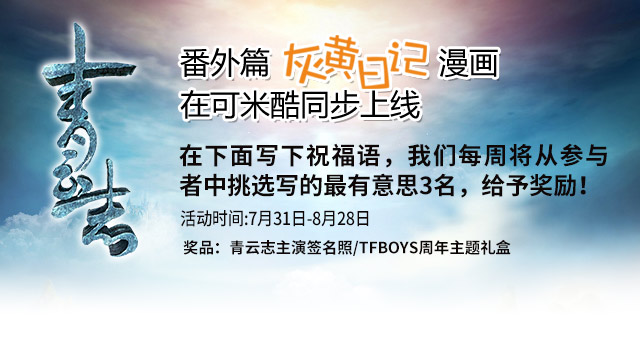 青云志
番外篇 灰黄日记 漫画
在可米酷同步上线
在下面写下祝福语，我们每周将从参与
者中挑选写的最有意思3名，给予奖励！
活动时间:7月31日-8月28日
奖品：青云志主演签名照/TFBOYS周年主题礼盒